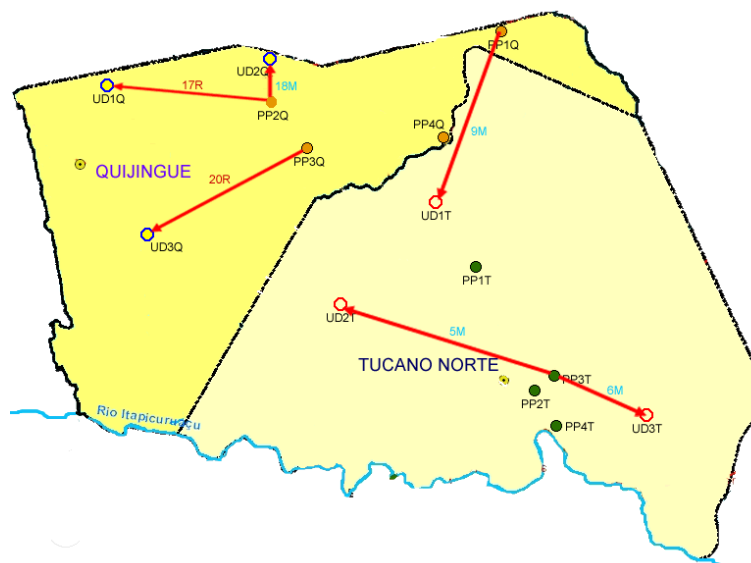 PP1Q
UD2Q
17R
18M
UD1Q
PP2Q
PP4Q
9M
PP3Q
QUIJINGUE
20R
UD1T
UD3Q
PP1T
UD2T
5M
TUCANO NORTE
PP3T
6M
PP2T
Rio Itapicuru
UD3T
PP4T